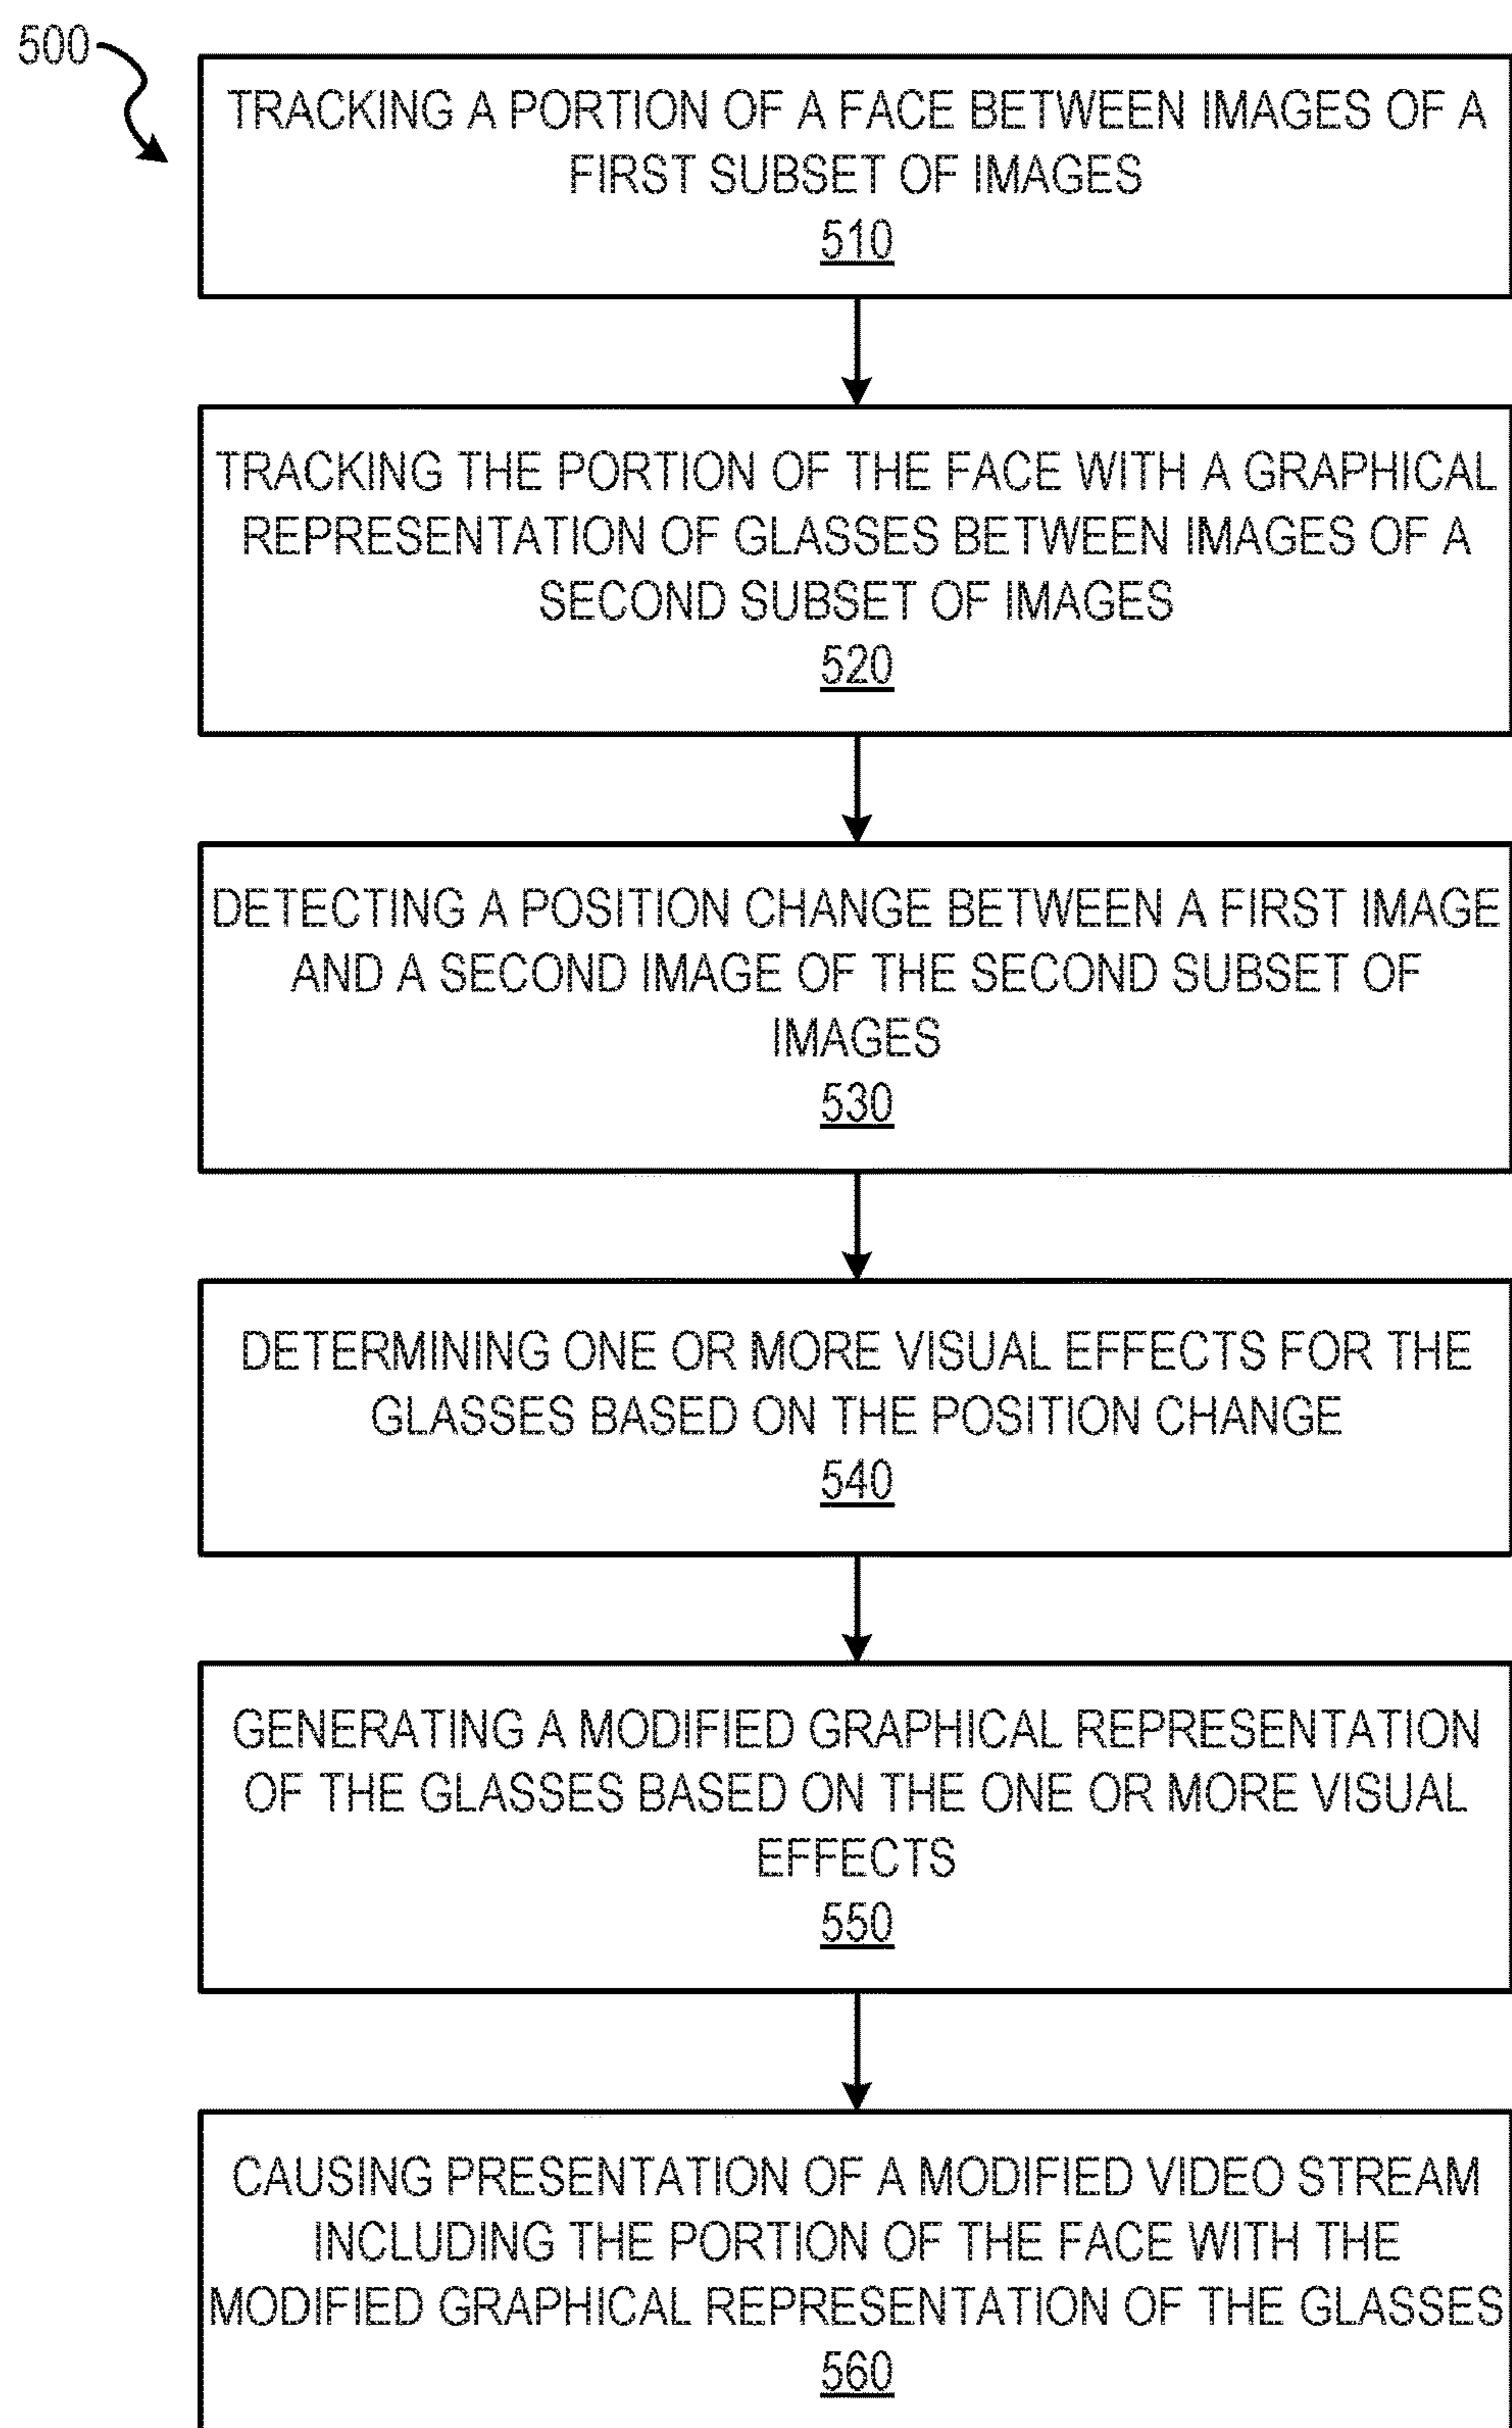 500
TRACKING A PORTION OF A FACE BETWEEN IMAGES OF A
FIRST SUBSET OF IMAGES
510
TRACKING THE PORTION OF THE FACE WITH A GRAPHICAL
REPRESENTATION OF GLASSES BETWEEN IMAGES OF A
SECOND SUBSET OF IMAGES
520
DETECTING A POSITION CHANGE BETWEEN A FIRST IMAGE
AND A SECOND IMAGE OF THE SECOND SUBSET OF
IMAGES
530
DETERMINING ONE OR MORE VISUAL EFFECTS FOR THE
GLASSES BASED ON THE POSITION CHANGE
540
GENERATING A MODIFIED GRAPHICAL REPRESENTATION
OF THE GLASSES BASED ON THE ONE OR MORE VISUAL
EFFECTS
550
CAUSING PRESENTATION OF A MODIFIED VIDEO STREAM
INCLUDING THE PORTION OF THE FACE WITH THE
MODIFIED GRAPHICAL REPRESENTATION OF THE GLASSES
560